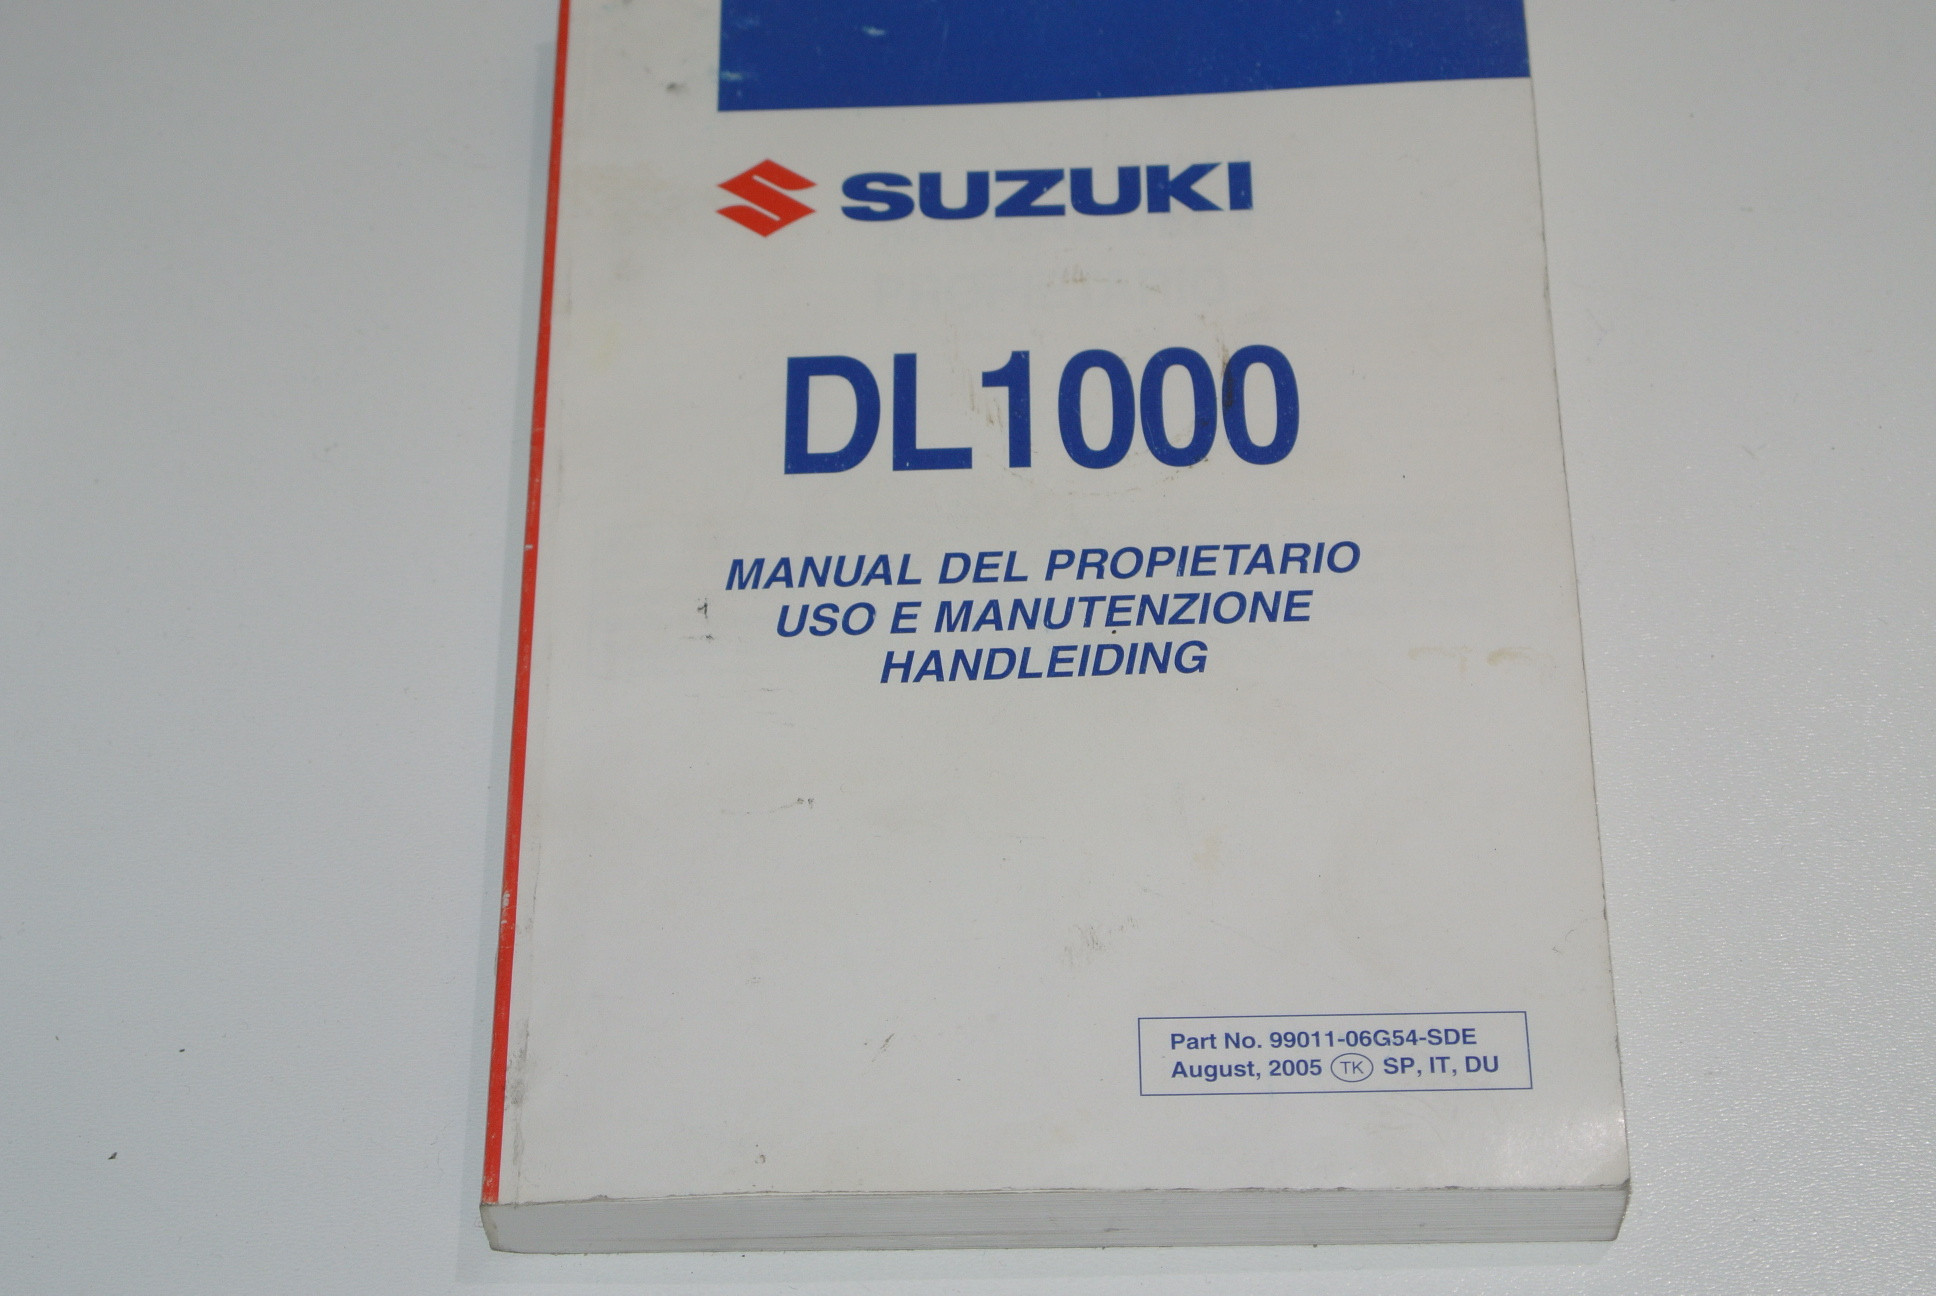 SUZUKI
DL1000
MANUAL DEL PROPIETARIO
USO E MANUTENZIONE
HANDLEIDING
Part No. 99011-06G54-SDE
August, 2005 TK SP, IT, DU